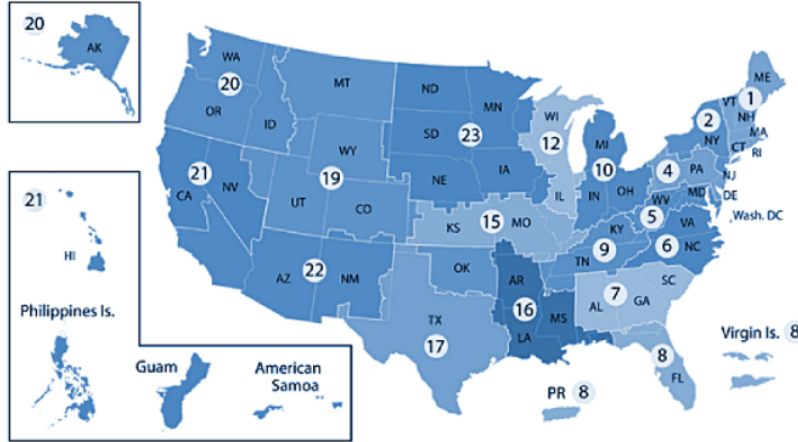 20
AK
WA
20
OR
ID
MT
ND
MN
SD
23
WI
12
MI
10
ME
VT
1
NH
2
NY
MA
CT
RI
21
CA
NV
WY
19
UT
CO
NE
IA
IL
IN
OH
4
PA
NJ
DE
MD
WV
Wash. DC
VA
5
KS
15
MO
KY
6
NC
9
TN
AZ
22
NM
OK
AR
16
MS
LA
7
AL
GA
SC
TX
17
8
FL
21
HI
Philippines Is.
Guam
American
Samoa
PR 8
Virgin Is. 8